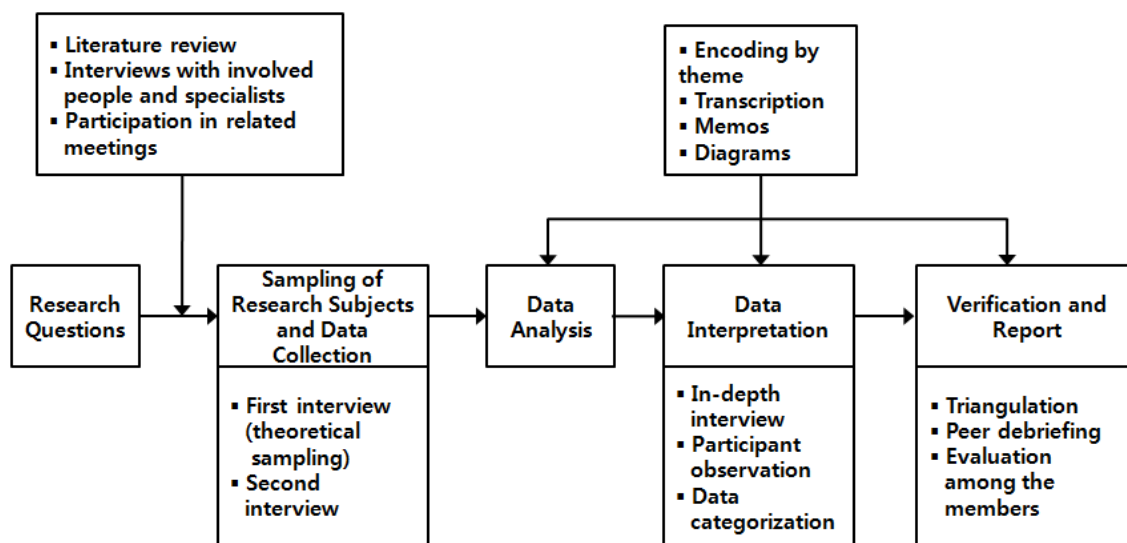 ▪ Literature review
▪ Interviews with involved
people and specialists
▪ Participation in related
meetings
▪ Encoding by
theme
▪ Transcription
▪ Memos
▪ Diagrams
Research
Questions
Sampling of
Research Subjects
and Data
Collection
▪ First interview
(theoretical
sampling)
▪ Second
interview
Data
Analysis
Data
Interpretation
▪ In-depth
interview
▪ Participant
observation
▪ Data
categorization
Verification and
Report
▪ Triangulation
▪ Peer debriefing
▪ Evaluation
among the
members